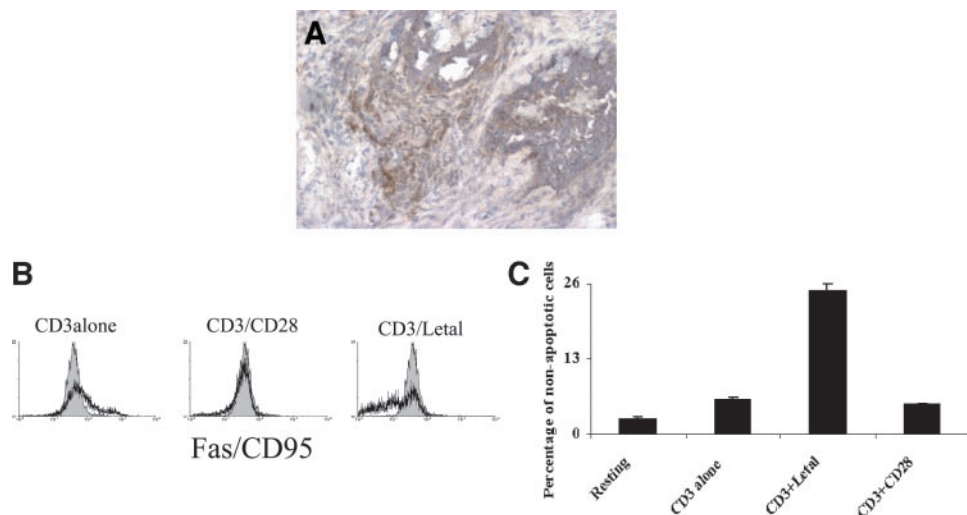 A
B
CD3alone
CD3/CD28
CD3/Letal
Fas/CD95
C
Percentage of non-apoptotic cells
26
13
0
Resting
CD3 alone
CD3+Letal
CD3+CD28